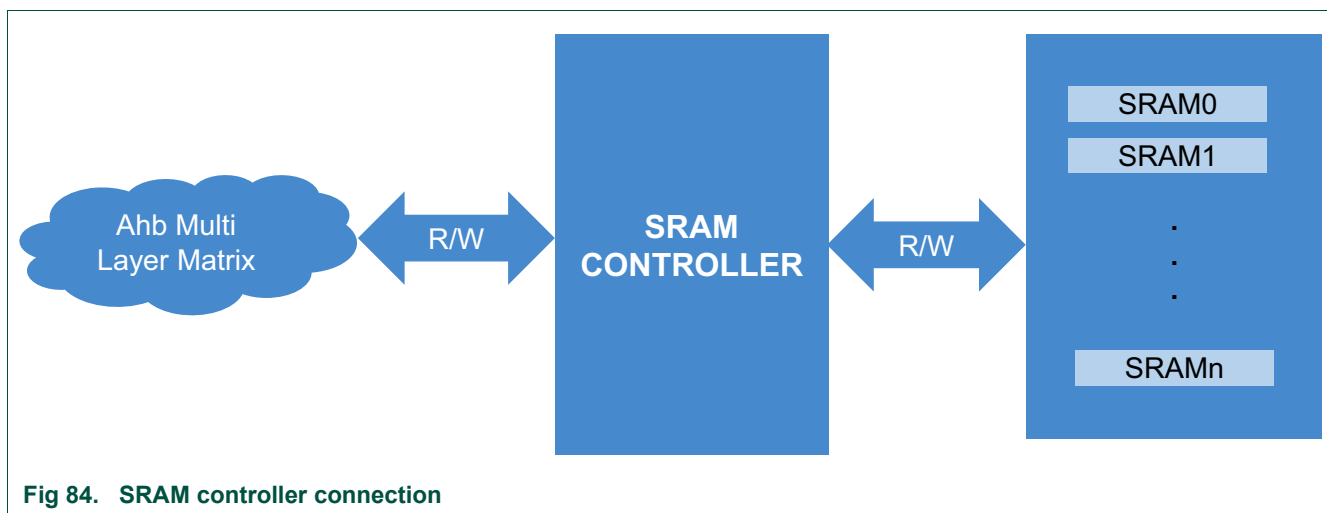 Ahb Multi
Layer Matrix
R/W
SRAM
CONTROLLER
R/W
SRAM0
SRAM1
.
.
.
SRAMn
Fig 84. SRAM controller connection